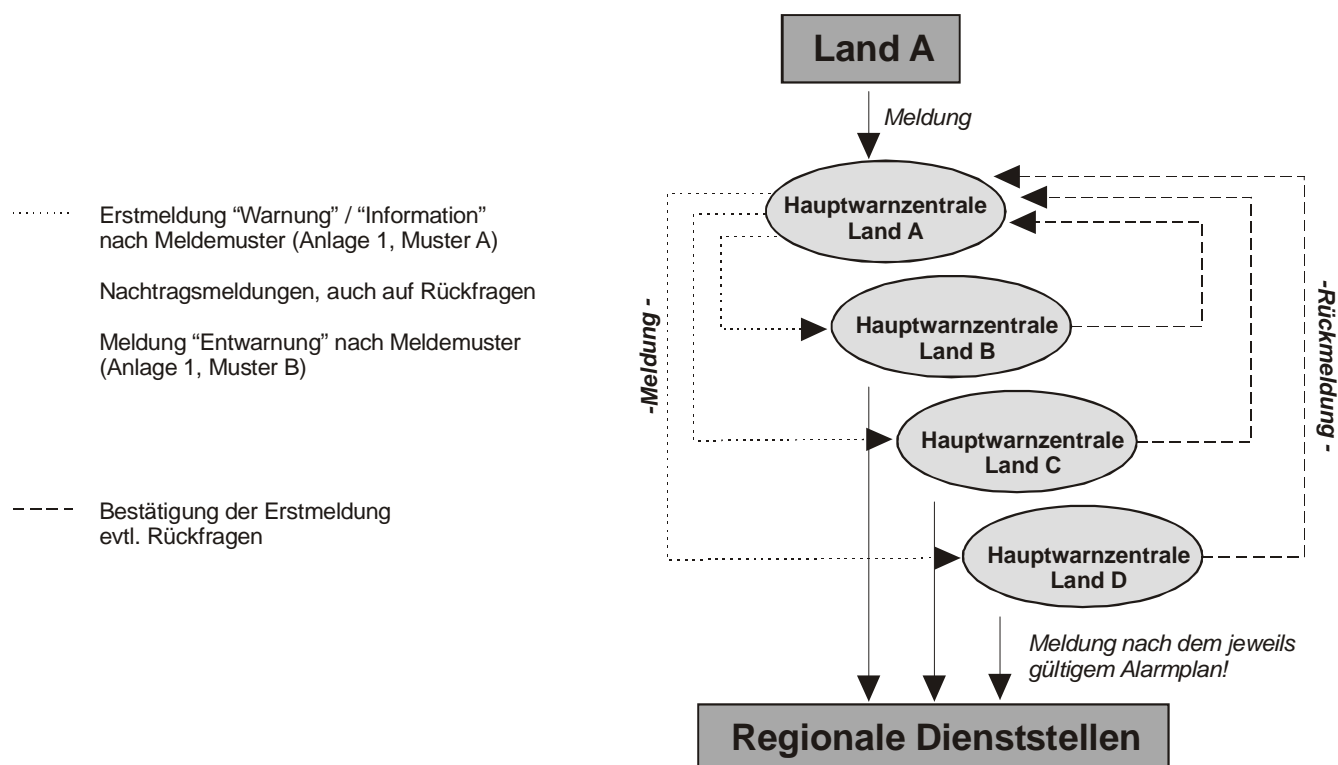 Land A
Meldung
Erstmeldung “Warnung” / “Information”
nach Meldemuster (Anlage 1, Muster A)
Nachtragsmeldungen, auch auf Rückfragen
Meldung “Entwarnung” nach Meldemuster
(Anlage 1, Muster B)
Bestätigung der Erstmeldung
evtl. Rückfragen
-Meldung -
Hauptwarnzentrale
Land A
Hauptwarnzentrale
Land B
Hauptwarnzentrale
Land C
Hauptwarnzentrale
Land D
-Rückmeldung -
Meldung nach dem jeweils
gültigem Alarmplan!
Regionale Dienststellen